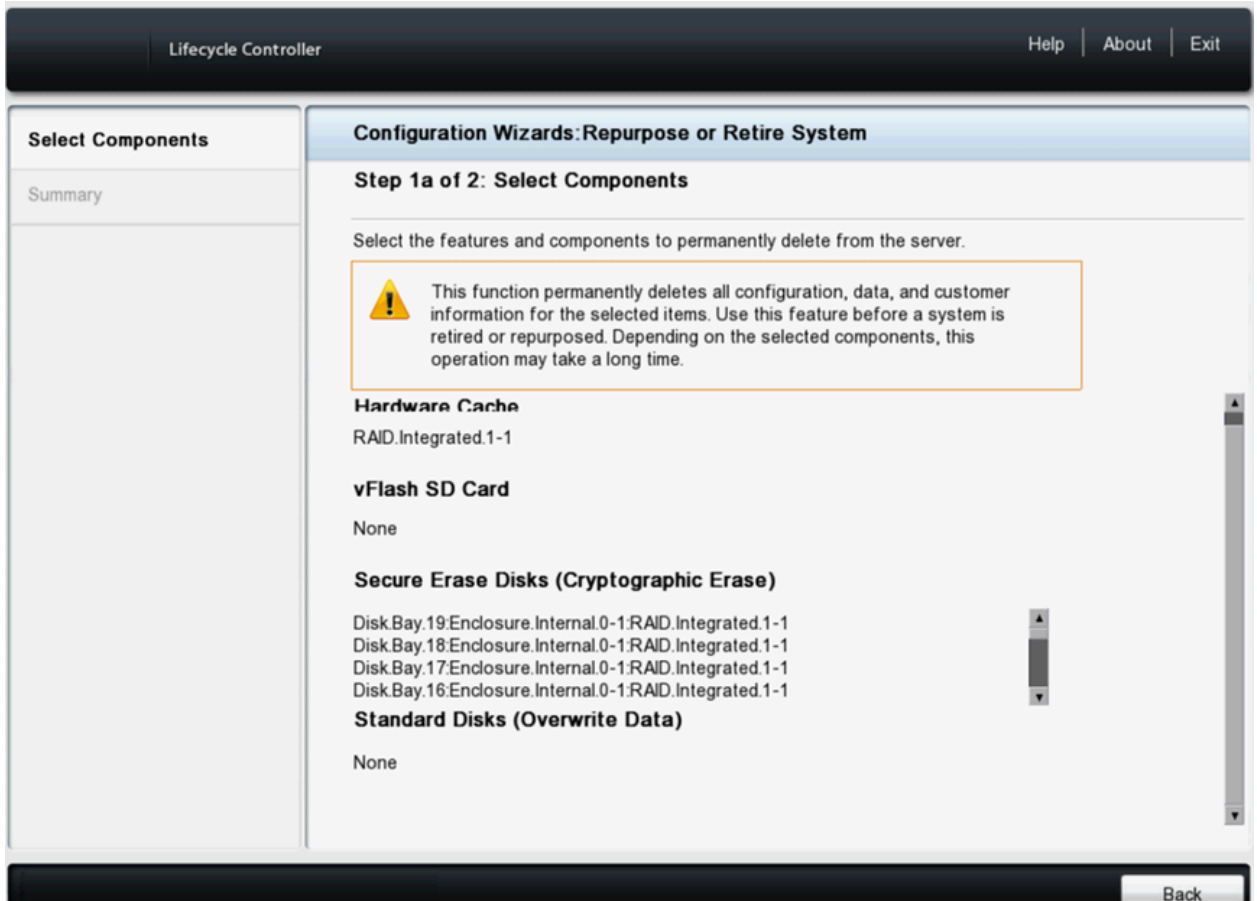 Lifecycle Controller
Help
About
Exit
Select Components
Summary
Configuration Wizards:Repurpose or Retire System
Step 1a of 2: Select Components
Select the features and components to permanently delete from the server.
This function permanently deletes all configuration, data, and customer
information for the selected items. Use this feature before a system is
retired or repurposed. Depending on the selected components, this
operation may take a long time.
Hardware Cache
RAID.Integrated.1-1
vFlash SD Card
None
Secure Erase Disks (Cryptographic Erase)
Disk.Bay.19:Enclosure.Internal.0-1:RAID.Integrated.1-1
Disk.Bay.18:Enclosure.Internal.0-1:RAID.Integrated.1-1
Disk.Bay.17:Enclosure.Internal.0-1:RAID.Integrated.1-1
Disk.Bay.16:Enclosure.Internal.0-1:RAID.Integrated.1-1
Standard Disks (Overwrite Data)
None
Back